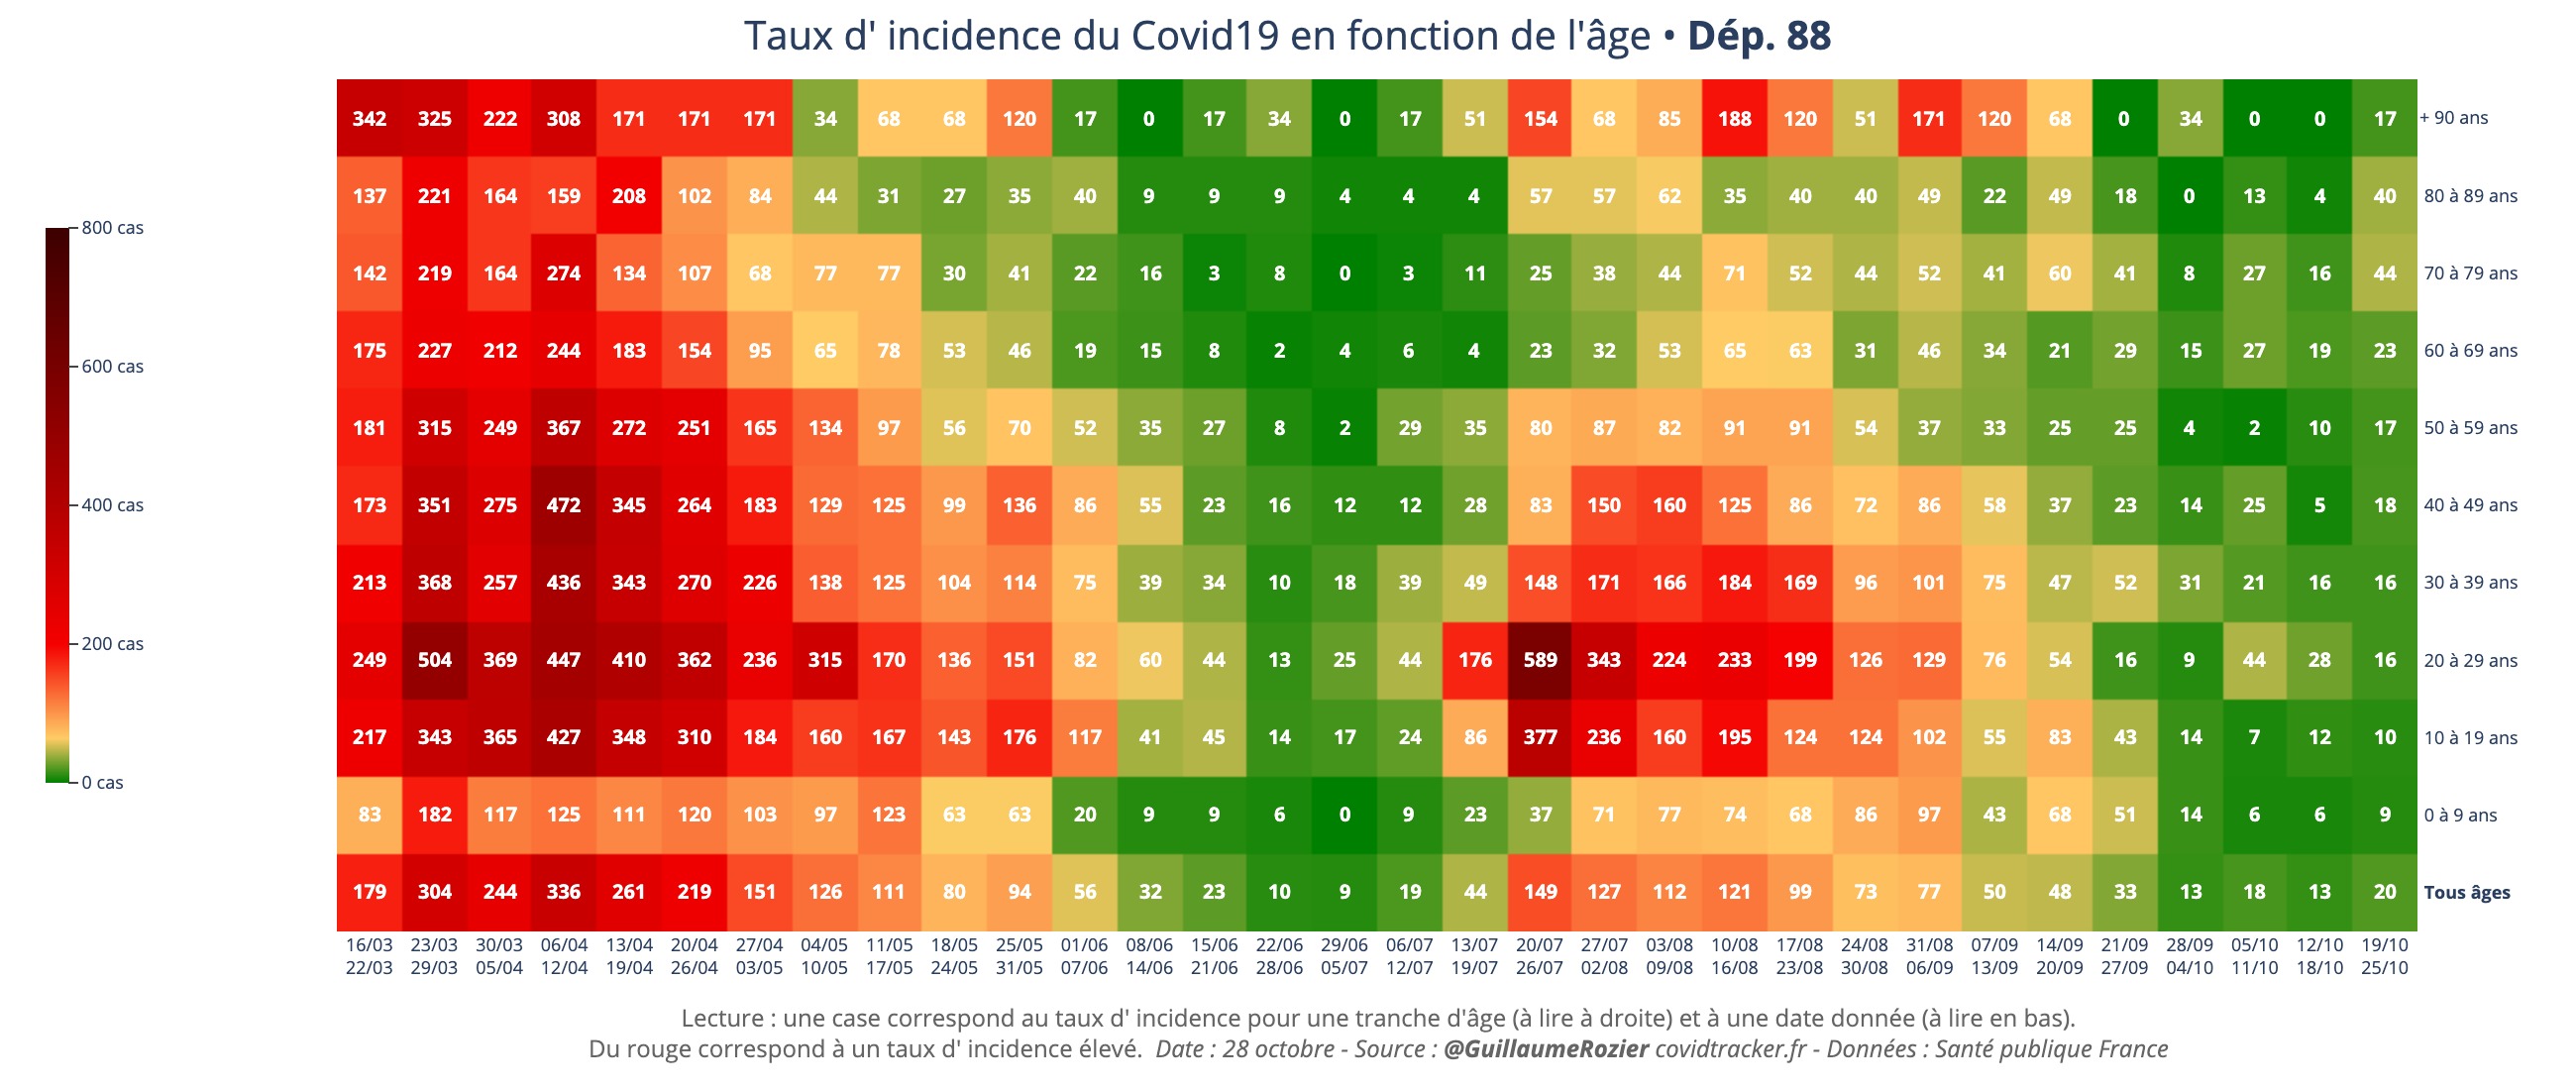 Taux d' incidence du Covid19 en fonction de l'âge • Dép. 88
800 cas
600 cas
400 cas
200 cas
0 cas
342 325 222 308 171 171 171 34 68 68 120 17 0 17 34 0 17 51 154 68 85 188 120 51 171 120 68 0 34 0 0 17 + 90 ans
137 221 164 159 208 102 84 44 31 27 35 40 9 9 9 4 4 4 57 57 62 35 40 40 49 22 49 18 0 13 4 40 80 à 89 ans
142 219 164 274 134 107 68 77 77 30 41 22 16 3 8 0 3 11 25 38 44 71 52 44 52 41 60 41 8 27 16 44 70 à 79 ans
175 227 212 244 183 154 95 65 78 53 46 19 15 8 2 4 6 4 23 32 53 65 63 31 46 34 21 29 15 27 19 23 60 à 69 ans
181 315 249 367 272 251 165 134 97 56 70 52 35 27 8 2 29 35 80 87 82 91 91 54 37 33 25 25 4 2 10 17 50 à 59 ans
173 351 275 472 345 264 183 129 125 99 136 86 55 23 16 12 12 28 83 150 160 125 86 72 86 58 37 23 14 25 5 18 40 à 49 ans
213 368 257 436 343 270 226 138 125 104 114 75 39 34 10 18 39 49 148 171 166 184 169 96 101 75 47 52 31 21 16 16 30 à 39 ans
249 504 369 447 410 362 236 315 170 136 151 82 60 44 13 25 44 176 589 343 224 233 199 126 129 76 54 16 9 44 28 16 20 à 29 ans
217 343 365 427 348 310 184 160 167 143 176 117 41 45 14 17 24 86 377 236 160 195 124 124 102 55 83 43 14 7 12 10 10 à 19 ans
83 182 117 125 111 120 103 97 123 63 63 20 9 9 6 0 9 23 37 71 77 74 68 86 97 43 68 51 14 6 6 9 0 à 9 ans
179 304 244 336 261 219 151 126 111 80 94 56 32 23 10 9 19 44 149 127 112 121 99 73 77 50 48 33 13 18 13 20 Tous âges
16/03 23/03 30/03 06/04 13/04 20/04 27/04 04/05 11/05 18/05 25/05 01/06 08/06 15/06 22/06 29/06 06/07 13/07 20/07 27/07 03/08 10/08 17/08 24/08 31/08 07/09 14/09 21/09 28/09 05/10 12/10 19/10
22/03 29/03 05/04 12/04 19/04 26/04 03/05 10/05 17/05 24/05 31/05 07/06 14/06 21/06 28/06 05/07 12/07 19/07 26/07 02/08 09/08 16/08 23/08 30/08 06/09 13/09 20/09 27/09 04/10 11/10 18/10 25/10
Lecture : une case correspond au taux d' incidence pour une tranche d'âge (à lire à droite) et à une date donnée (à lire en bas).
Du rouge correspond à un taux d' incidence élevé. Date : 28 octobre - Source : @GuillaumeRozier covidtracker.fr - Données : Santé publique France